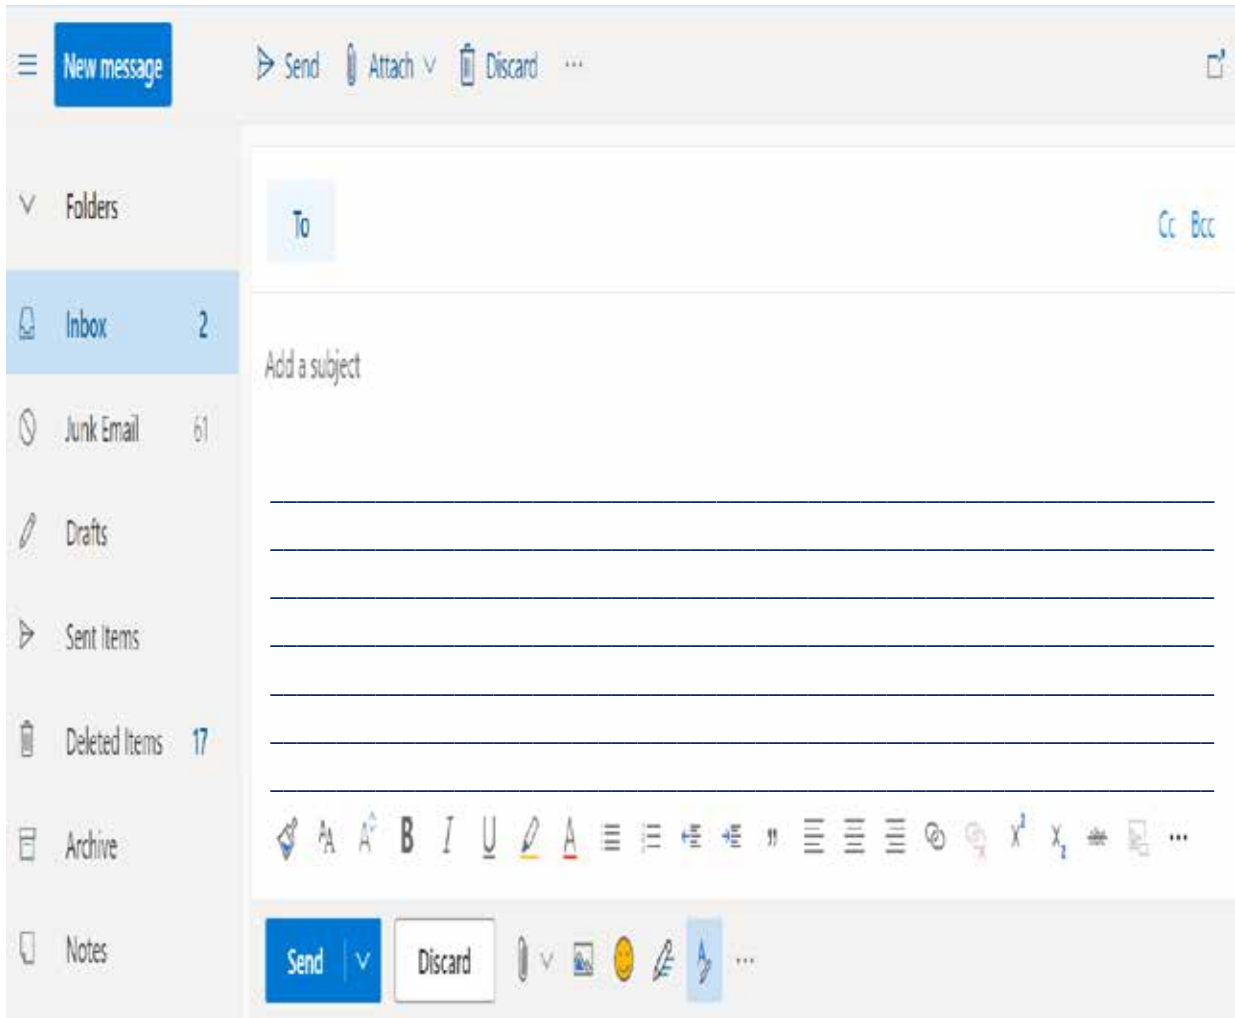 New message
Send Attach Discard ...
Folders
To
Cc Bcc
Inbox 2
Add a subject
Junk Email 61
Drafts
Sent Items
Deleted Items 17
Archive
Notes
Send Discard